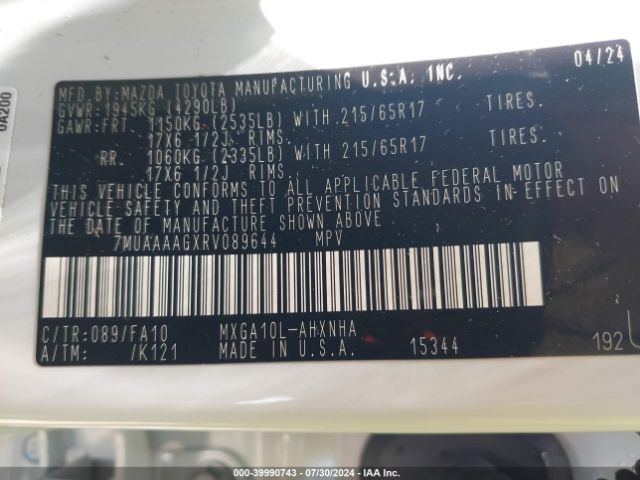 04/24
MFD.BY:MAZDA TOYOTA MANUFACTURING U.S.A. INC.
GVWR:1945KG (4290LB)
GAWR:FRT. 1150KG (2535LB) WITH 215/65R17 TIRES.
17X6 1/2J RIMS.
RR. 1060KG (2335LB) WITH 215/65R17 TIRES.
17X6 1/2J RIMS.
THIS VEHICLE CONFORMS TO ALL APPLICABLE FEDERAL MOTOR
VEHICLE SAFETY AND THEFT PREVENTION STANDARDS IN EFFECT ON
THE DATE OF MANUFACTURE SHOWN ABOVE
7MUAAAAGXRV089644 MPV
C/TR:089/FA10 MXGA10L-AHXNHA
A/TM: /K121 MADE IN U.S.A. 15344 192
0A200
000-39990743 / 07/30/2024 - IAA Inc.